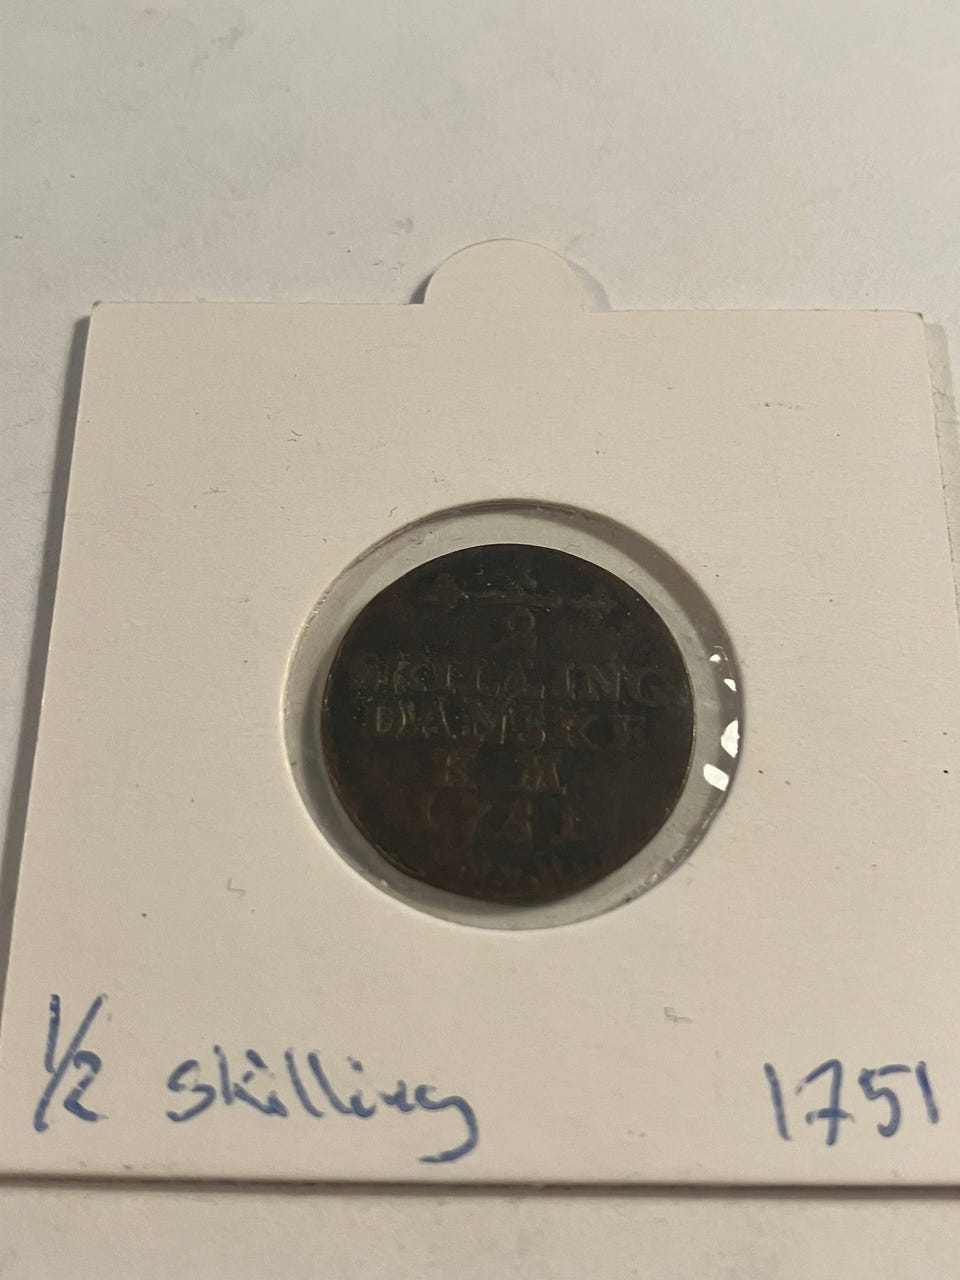 2
SKILLING
DANSKE
K M
1751
1/2 skilling 1751